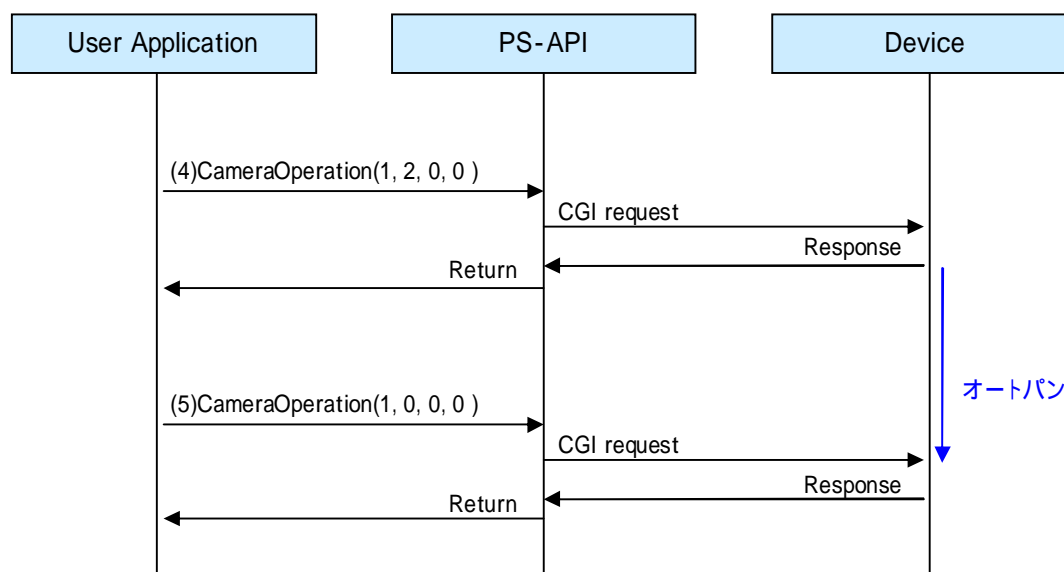 User Application
PS-API
Device
(4)CameraOperation(1, 2, 0, 0 )
CGI request
Response
Return
オートパン
(5)CameraOperation(1, 0, 0, 0 )
CGI request
Response
Return